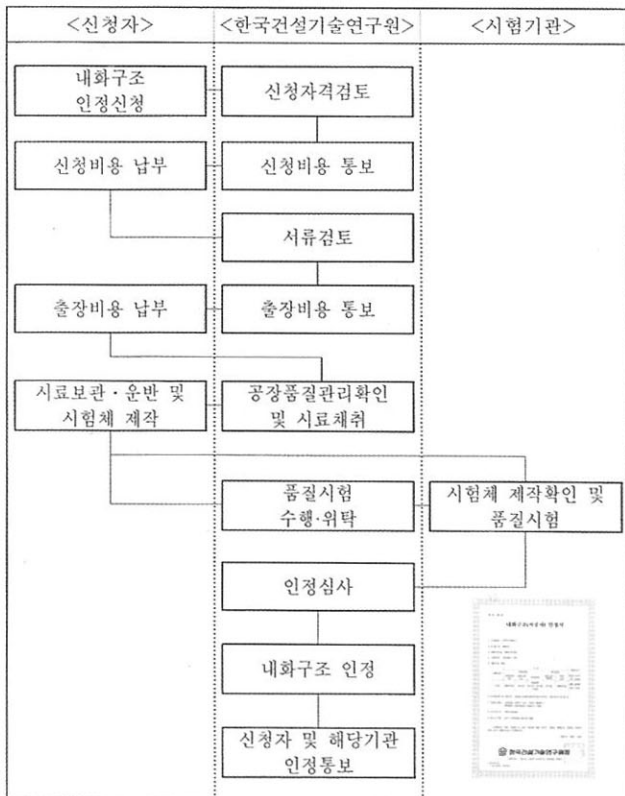 <신청자>
<한국건설기술연구원>
<시험기관>
내화구조
인정신청
신청자격검토
신청비용 납부
신청비용 통보
서류검토
출장비용 납부
출장비용 통보
시료보관·운반 및
시험체 제작
공장품질관리확인
및 시료채취
품질시험
수행·위탁
시험체 제작확인 및
품질시험
인정심사
내화구조 인정
신청자 및 해당기관
인정통보
한국건설기술연구원장